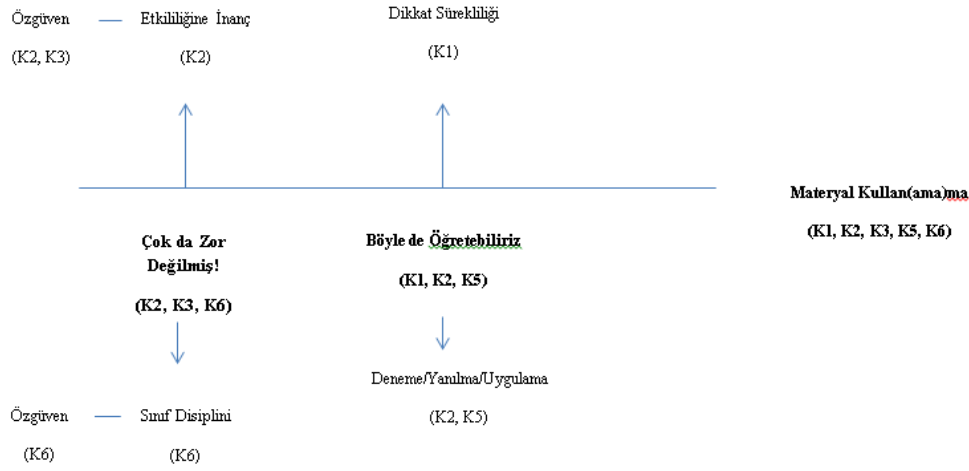 Özgüven — Etkililiğine İnanç
(K2, K3) (K2)
Dikkat Sürekliliği
(K1)
Materyal Kullan(ama)ma
(K1, K2, K3, K5, K6)
Çok da Zor
Değilmiş!
(K2, K3, K6)
Böyle de Öğretebiliriz
(K1, K2, K5)
Deneme/Yanılma/Uygulama
(K2, K5)
Özgüven — Sınıf Disiplini
(K6) (K6)